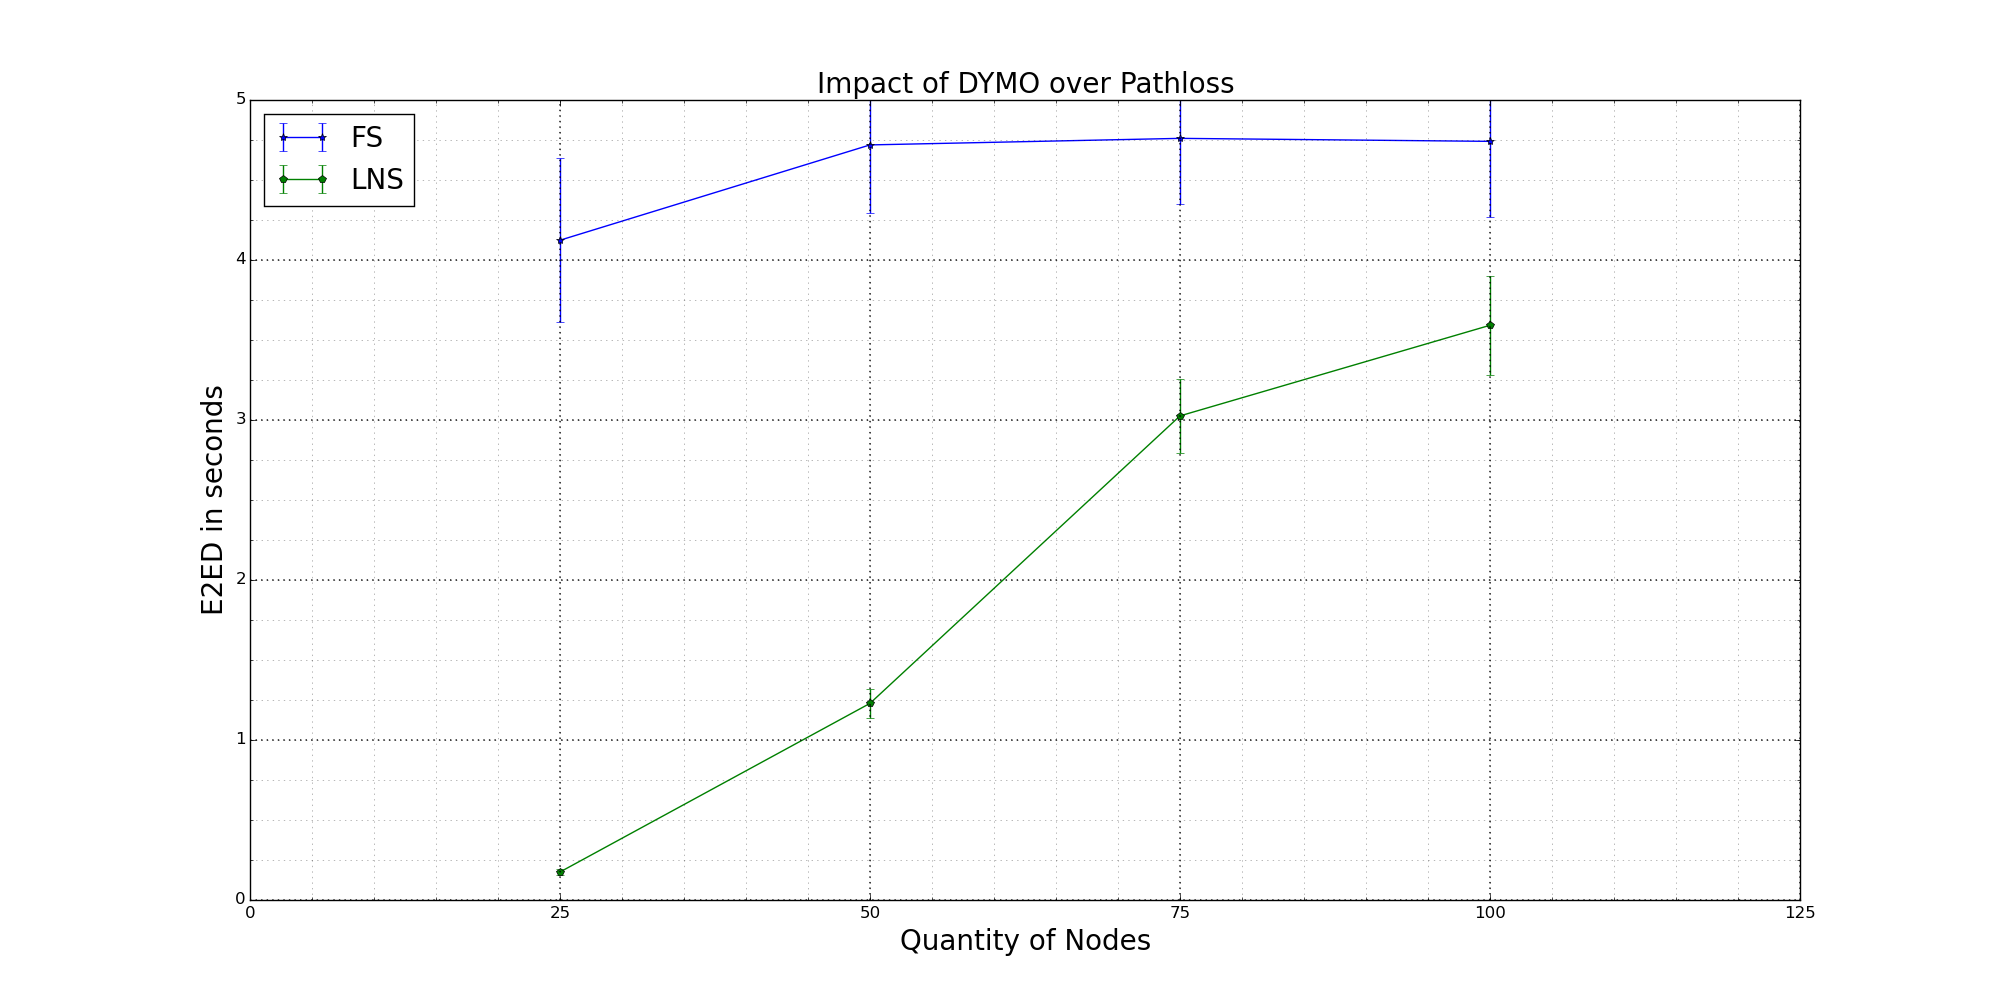 Impact of DYMO over Pathloss
FS
LNS
E2ED in seconds
5
4
3
2
1
0
0 25 50 75 100 125
Quantity of Nodes